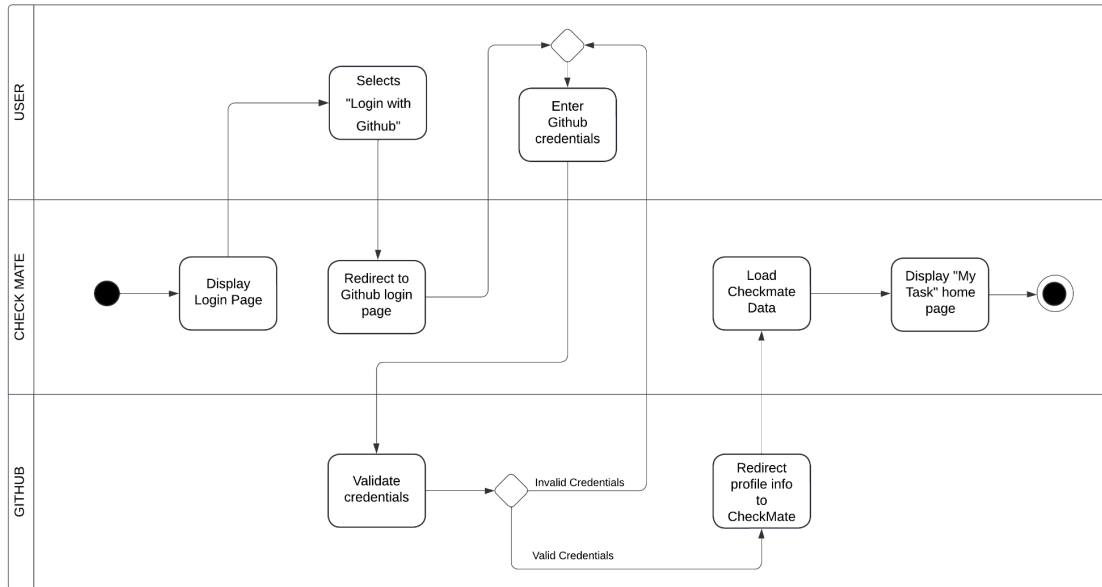 USER
Selects
"Login with
Github"
Enter
Github
credentials
CHECK MATE
Display
Login Page
Redirect to
Github login
page
Load
Checkmate
Data
Display "My
Task" home
page
GITHUB
Validate
credentials
Invalid Credentials
Valid Credentials
Redirect
profile info
to
CheckMate